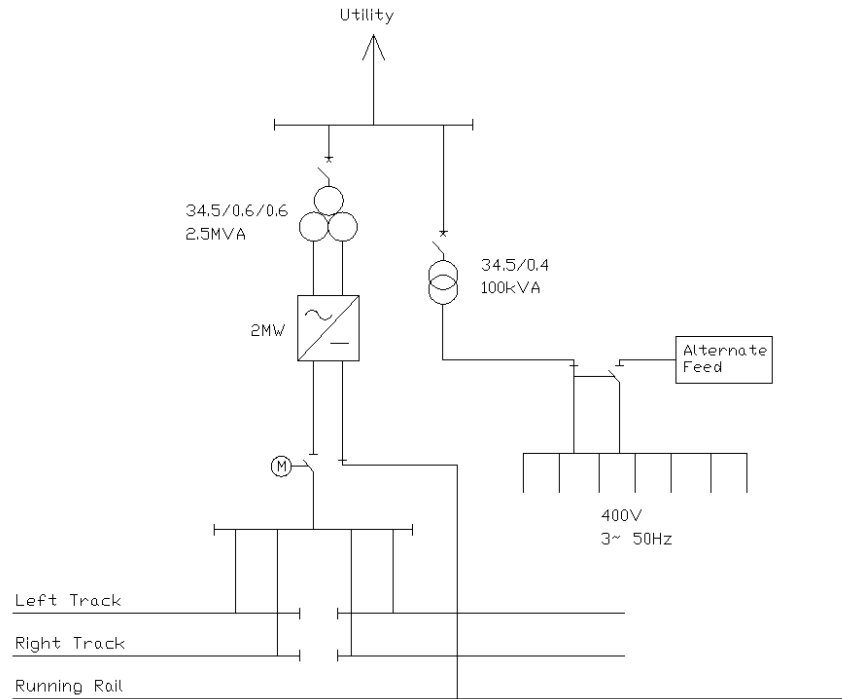 Utility
34.5/0.6/0.6
2.5MVA
34.5/0.4
100kVA
2MW
Alternate
Feed
M
400V
3~ 50Hz
Left Track
Right Track
Running Rail